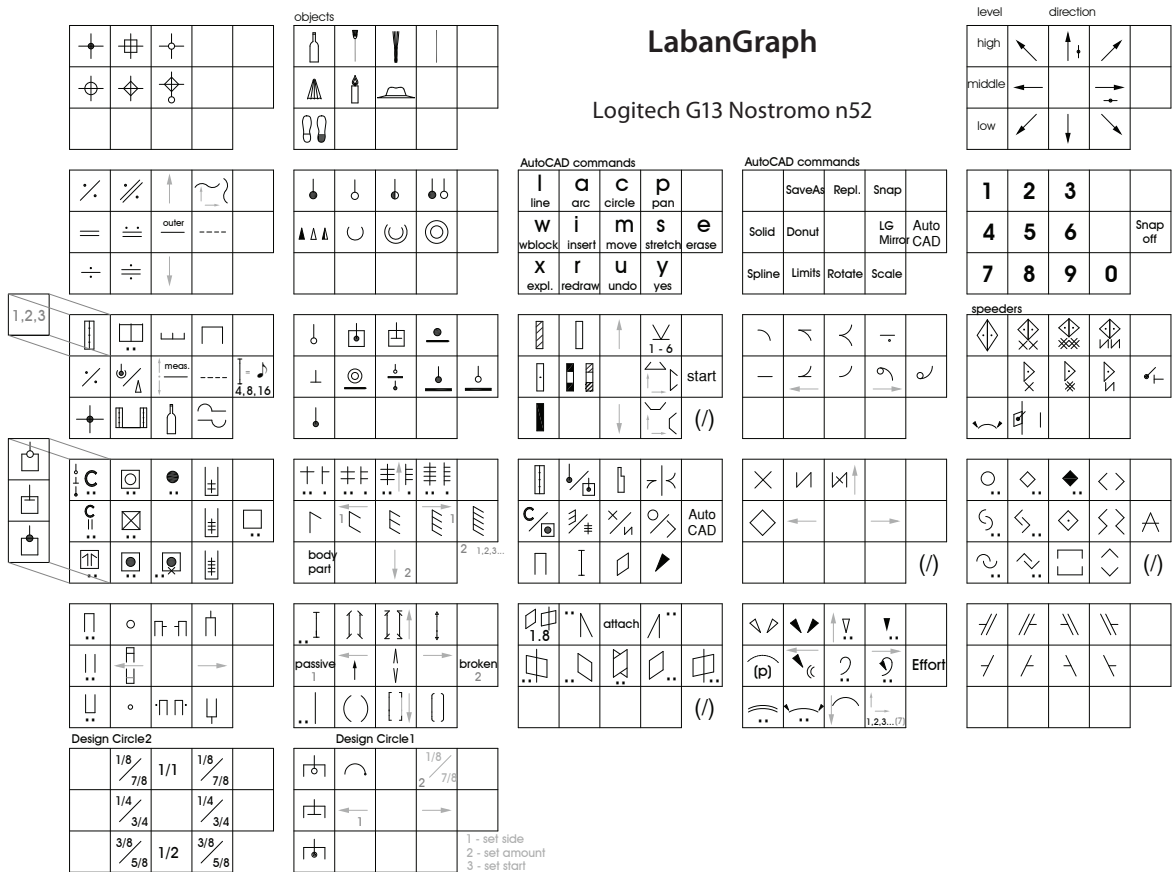 objects
LabanGraph
Logitech G13 Nostromo n52
level direction
high
middle
low
outer
AutoCAD commands
l a c p
line arc circle pan
w i m s e
wblock insert move stretch erase
x r u y
expl. redraw undo yes
AutoCAD commands
SaveAs Repl. Snap
Solid Donut LG Mirror Auto CAD
Spline Limits Rotate Scale
1 2 3
4 5 6 Snap off
7 8 9 0
1,2,3
meas.
4,8,16
1 - 6
start
(/)
speeders
C
C
body part
1 1
2
2 1,2,3...
C
Auto CAD
(/)
(/)
passive 1
broken 2
1.8
attach
(/)
(p)
Effort
1,2,3...(7)
Design Circle2
1/8 7/8 1/1 1/8 7/8
1/4 3/4 1/4 3/4
3/8 5/8 1/2 3/8 5/8
Design Circle1
1/8 7/8
2
1
1 - set side
2 - set amount
3 - set start